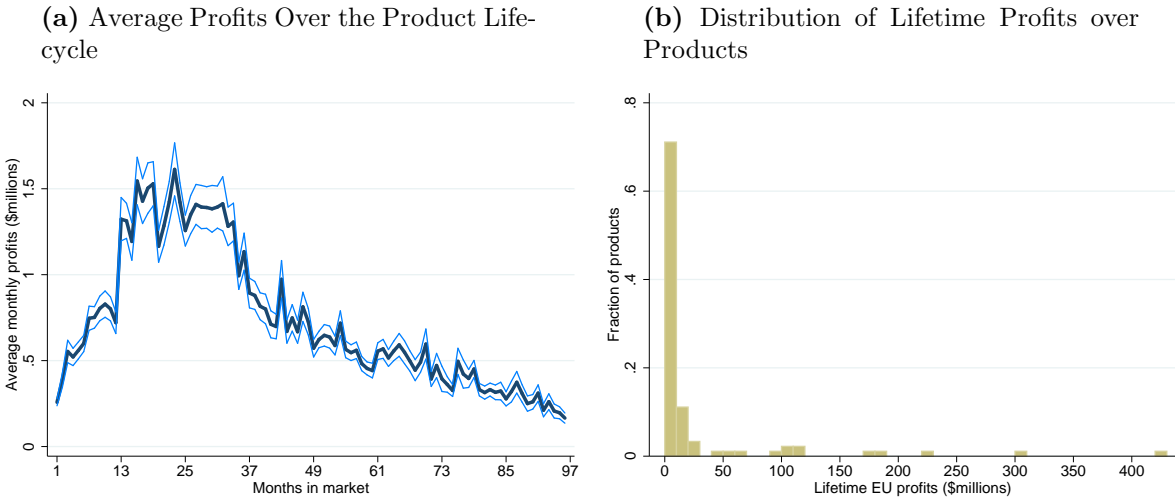 (a) Average Profits Over the Product Life-
cycle
Average monthly profits ($millions)
2
1.5
1
.5
0
1 13 25 37 49 61 73 85 97
Months in market
(b) Distribution of Lifetime Profits over
Products
Fraction of products
.8
.6
.4
.2
0
0 50 100 150 200 250 300 350 400
Lifetime EU profits ($millions)